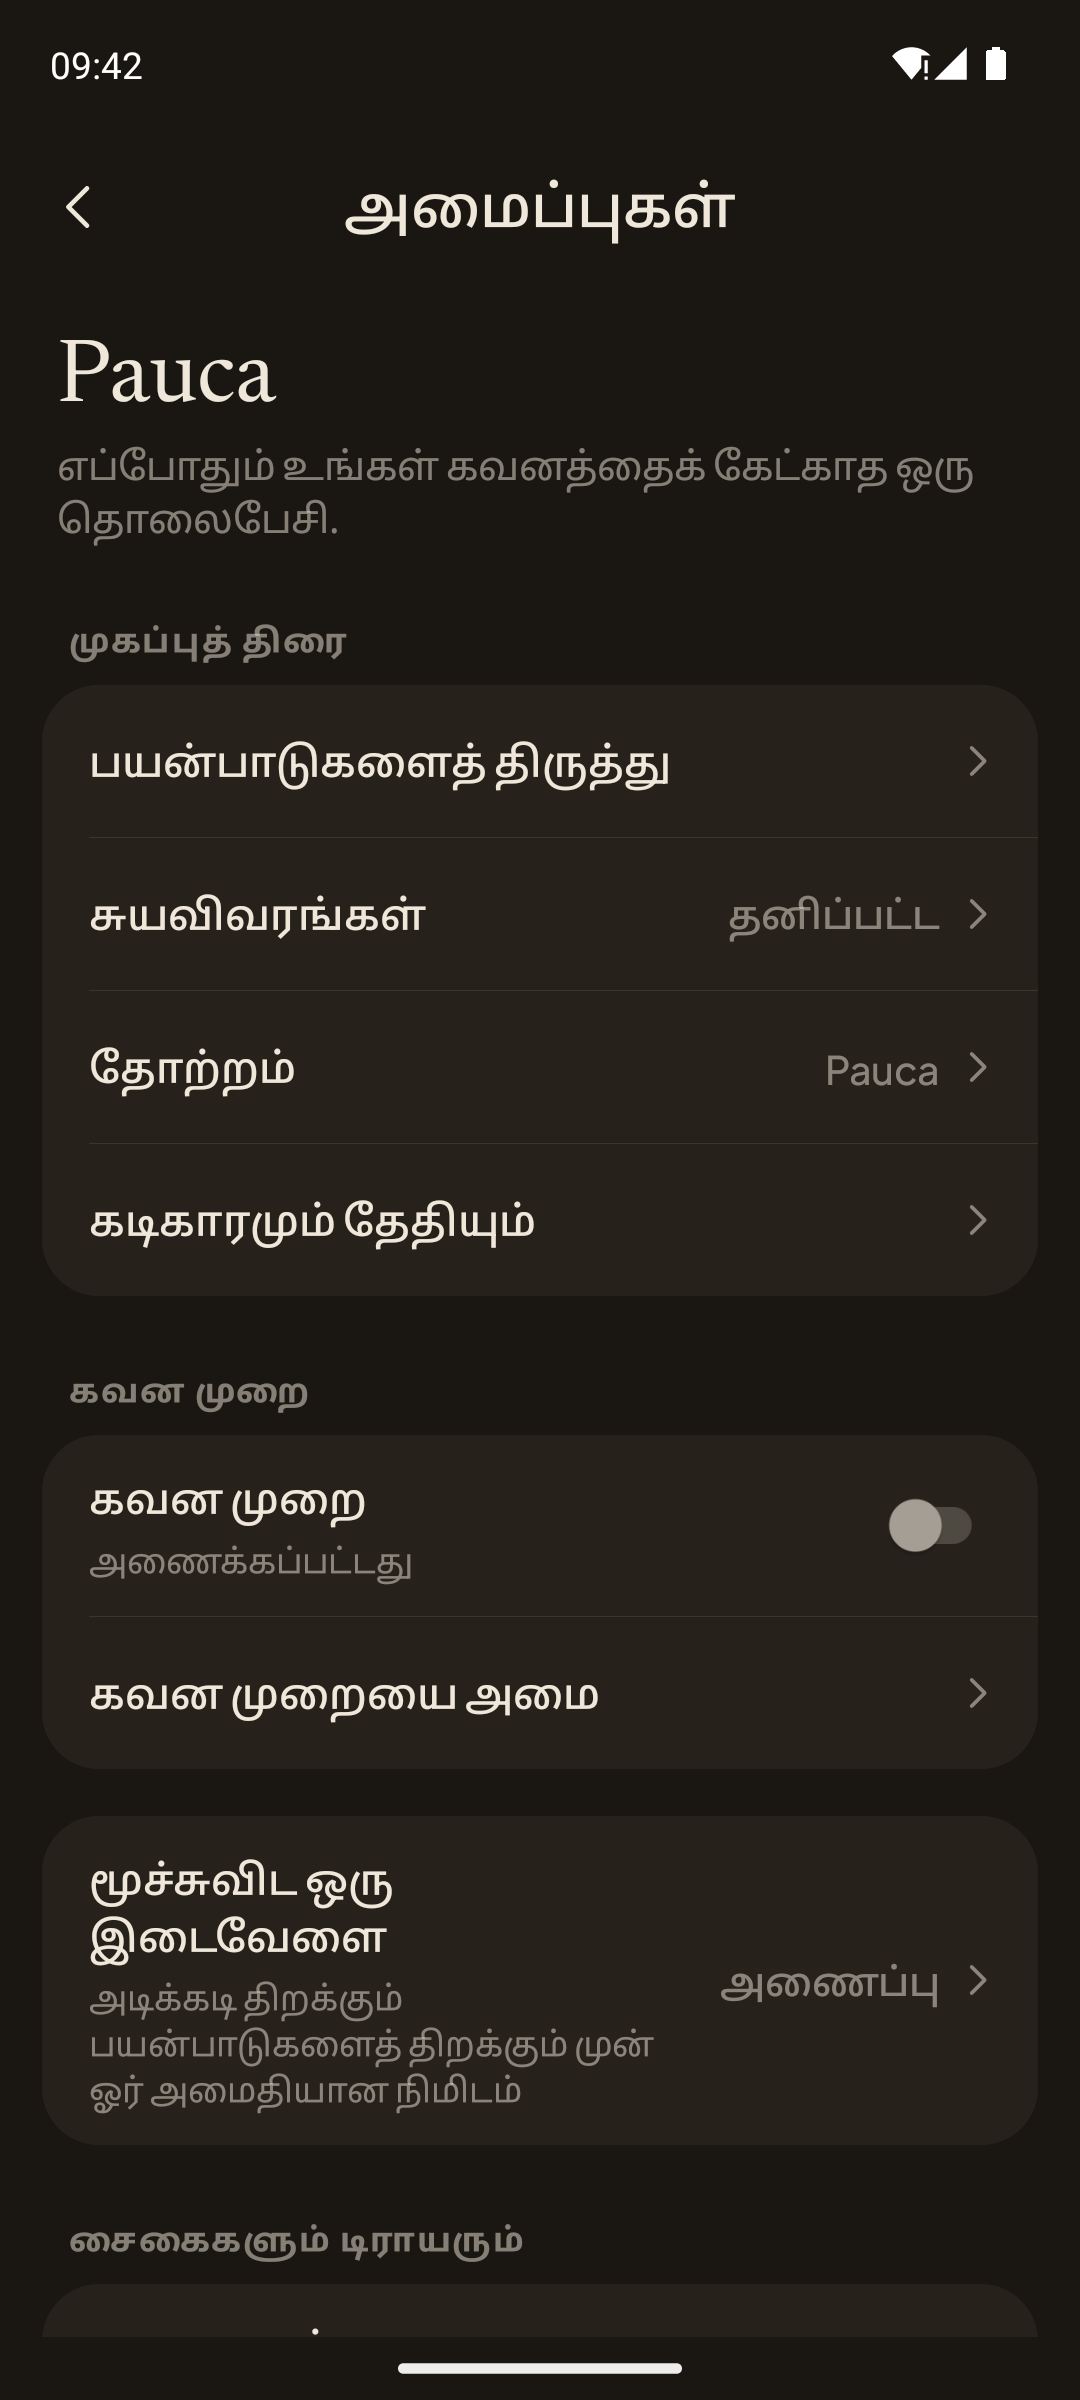 09:42
அமைப்புகள்
Pauca
எப்போதும் உங்கள் கவனத்தைக் கேட்காத ஒரு
தொலைபேசி.
முகப்புத் திரை
பயன்பாடுகளைத் திருத்து
சுயவிவரங்கள்
தனிப்பட்ட
தோற்றம்
Pauca
கடிகாரமும் தேதியும்
கவன முறை
கவன முறை
அணைக்கப்பட்டது
கவன முறையை அமை
மூச்சுவிட ஒரு
இடைவேளை
அடிக்கடி திறக்கும்
பயன்பாடுகளைத் திறக்கும் முன்
ஓர் அமைதியான நிமிடம்
அணைப்பு
சைகைகளும் டிராயரும்